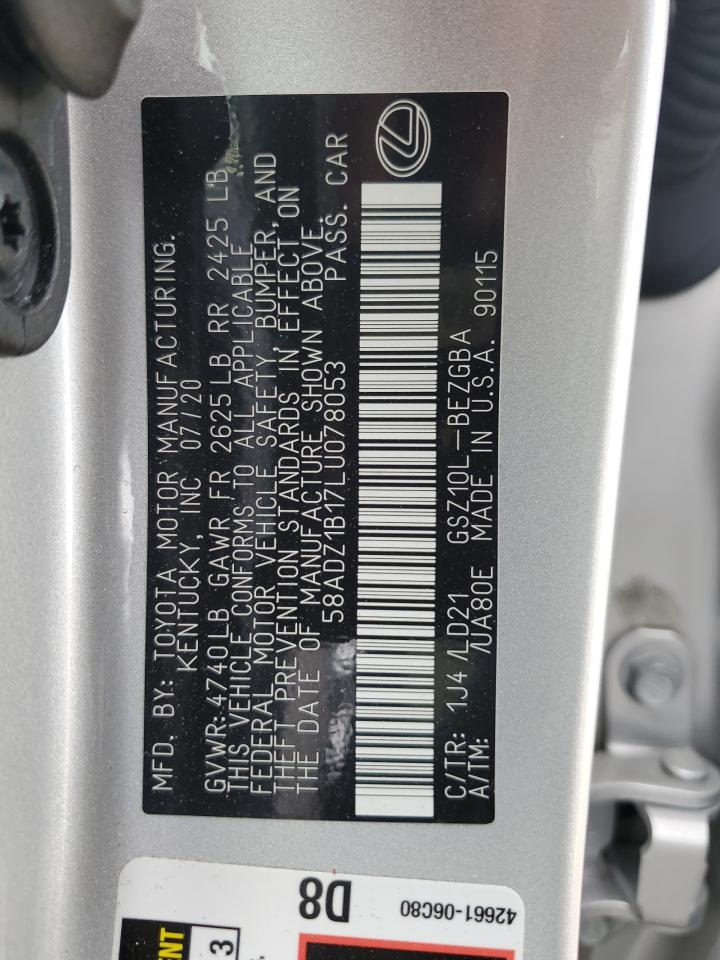 MFD. BY: TOYOTA MOTOR MANUFACTURING.
KENTUCKY, INC 07/20
GVWR: 4740LB GAWR FR 2625 LB RR 2425 LB
THIS VEHICLE CONFORMS TO ALL APPLICABLE
FEDERAL MOTOR VEHICLE SAFETY, BUMPER, AND
THEFT PREVENTION STANDARDS IN EFFECT ON
THE DATE OF MANUFACTURE SHOWN ABOVE.
58ADZ1B17LU078053 PASS. CAR
C/TR: 1J4 /LD21 GSZ10L-BEZGBA
A/TM: /UA80E MADE IN U.S.A. 90115
D8
42661-06C80
3